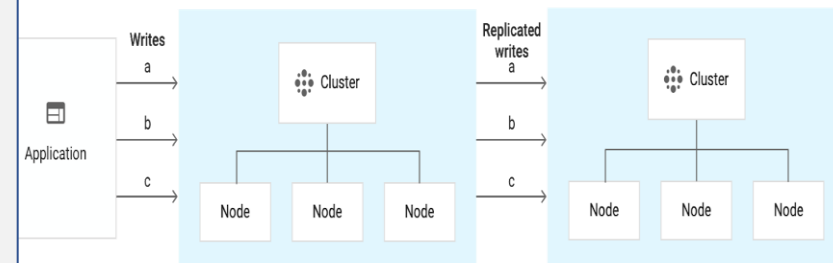 Writes
a
b
c
Application
Cluster
Node
Node
Node
Replicated
writes
a
b
c
Cluster
Node
Node
Node